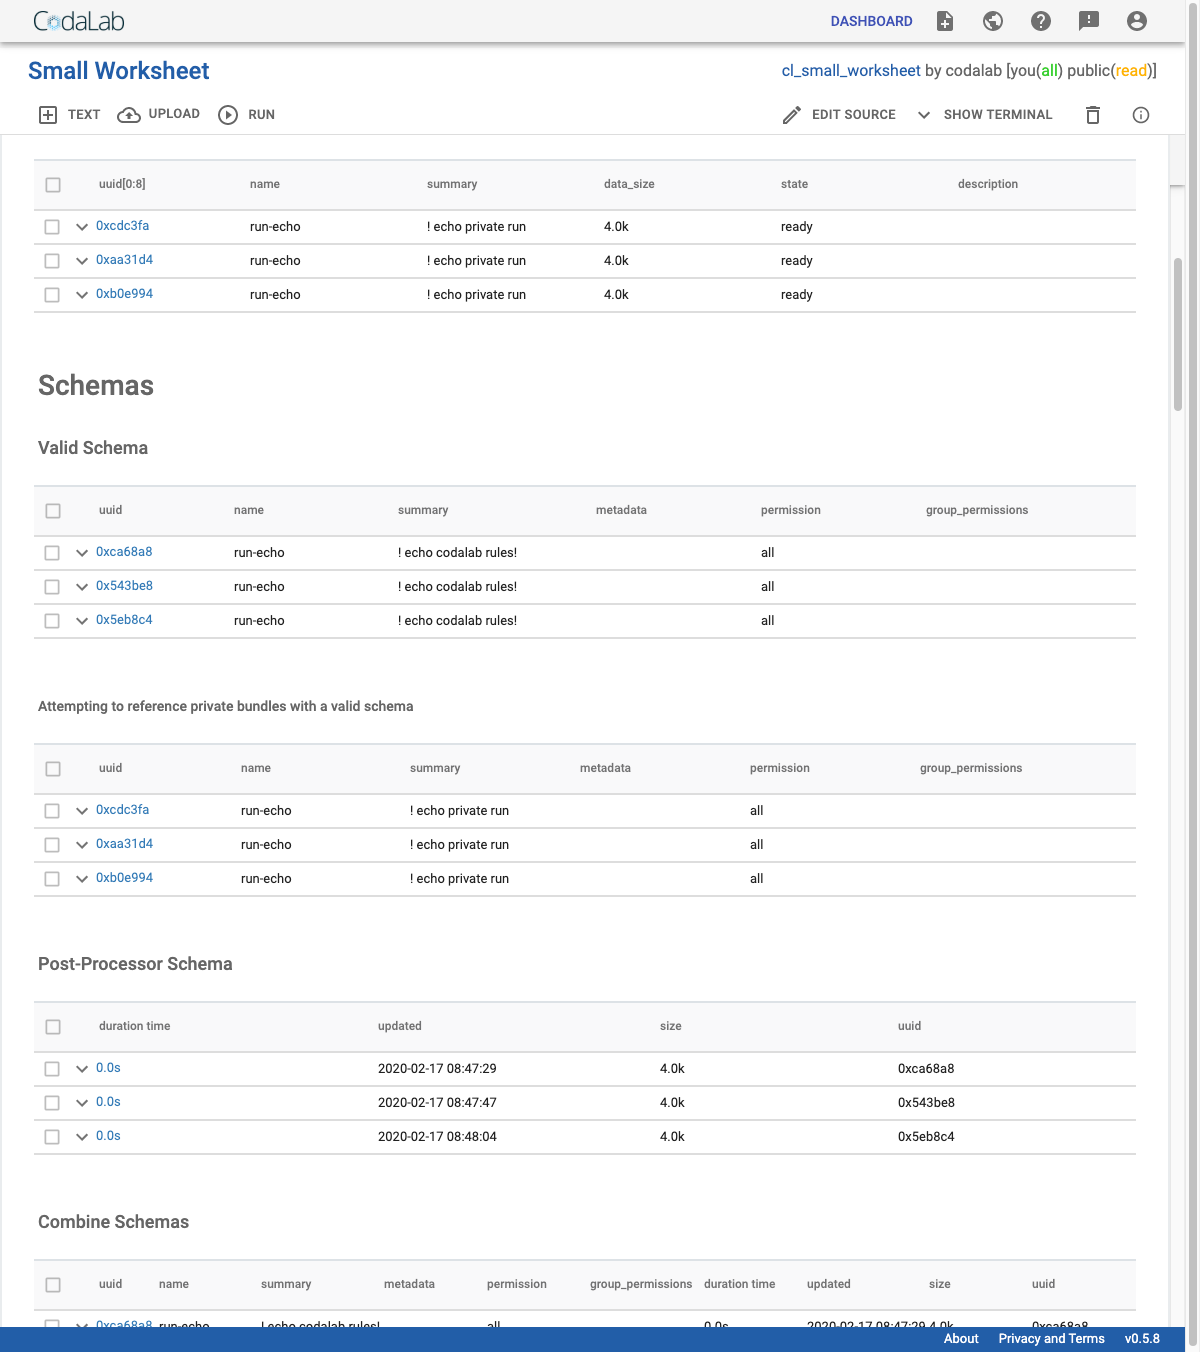 CodaLab DASHBOARD
Small Worksheet cl_small_worksheet by codalab [you(all) public(read)]
TEXT UPLOAD RUN EDIT SOURCE SHOW TERMINAL
uuid[0:8] name summary data_size state description
0xcdc3fa run-echo ! echo private run 4.0k ready
0xaa31d4 run-echo ! echo private run 4.0k ready
0xb0e994 run-echo ! echo private run 4.0k ready
Schemas
Valid Schema
uuid name summary metadata permission group_permissions
0xca68a8 run-echo ! echo codalab rules! all
0x543be8 run-echo ! echo codalab rules! all
0x5eb8c4 run-echo ! echo codalab rules! all
Attempting to reference private bundles with a valid schema
uuid name summary metadata permission group_permissions
0xcdc3fa run-echo ! echo private run all
0xaa31d4 run-echo ! echo private run all
0xb0e994 run-echo ! echo private run all
Post-Processor Schema
duration time updated size uuid
0.0s 2020-02-17 08:47:29 4.0k 0xca68a8
0.0s 2020-02-17 08:47:47 4.0k 0x543be8
0.0s 2020-02-17 08:48:04 4.0k 0x5eb8c4
Combine Schemas
uuid name summary metadata permission group_permissions duration time updated size uuid
0xca68a8 run-echo ! echo codalab rules! all 0.0s 2020-02-17 08:47:29 4.0k 0xca68a8
About Privacy and Terms v0.5.8